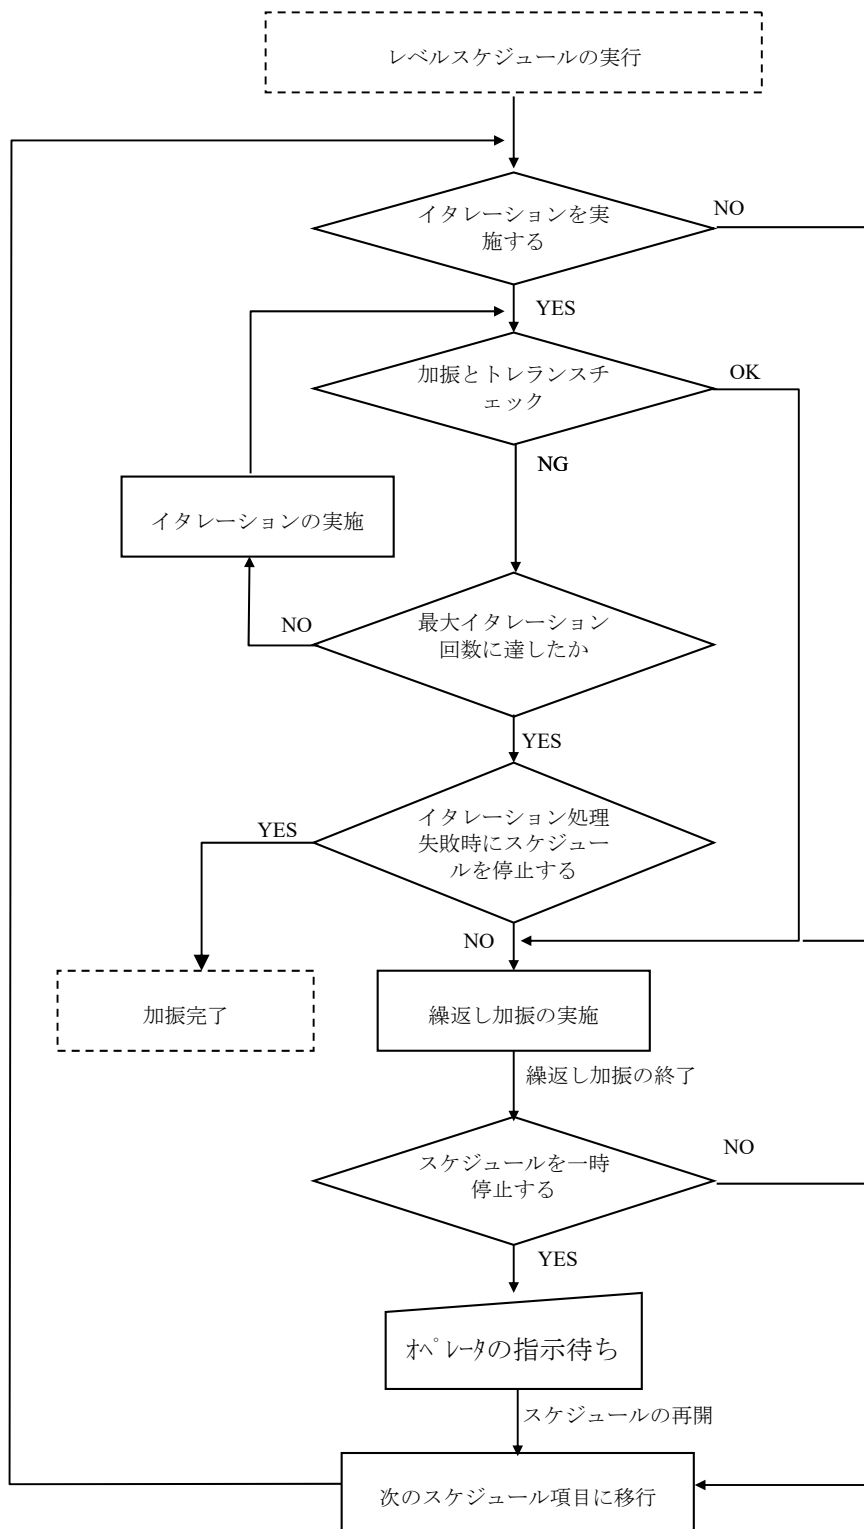 レベルスケジュールの実行
イタレーションを実
施する
NO
YES
加振とトレランスチ
ェック
OK
NG
イタレーションの実施
最大イタレーション
回数に達したか
NO
YES
イタレーション処理
失敗時にスケジュー
ルを停止する
YES
NO
加振完了
繰返し加振の実施
繰返し加振の終了
スケジュールを一時
停止する
NO
YES
ｵﾍﾟﾚｰﾀの指示待ち
スケジュールの再開
次のスケジュール項目に移行